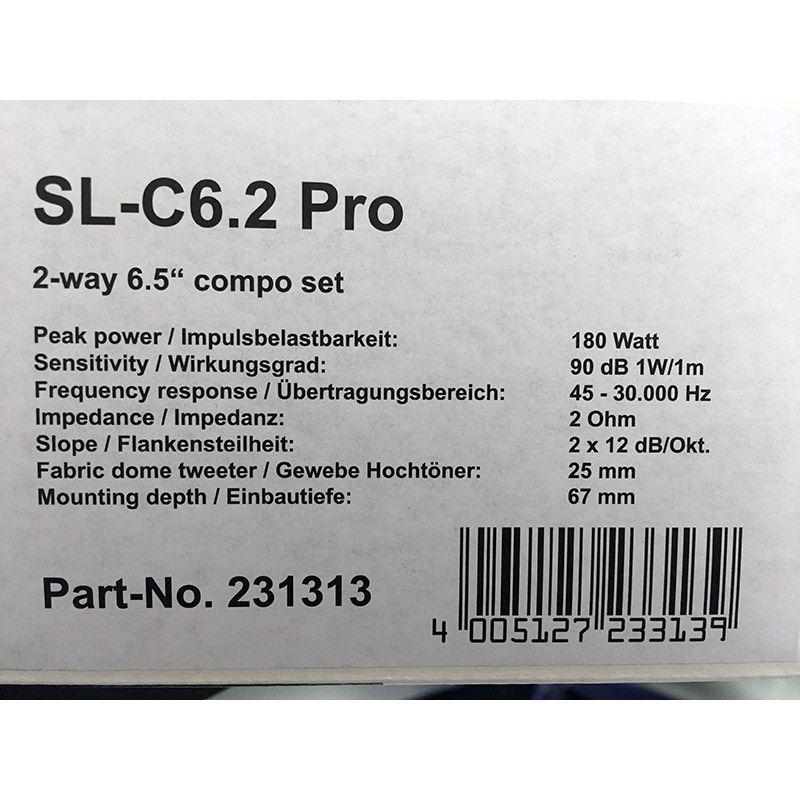 SL-C6.2 Pro
2-way 6.5“ compo set
Peak power / Impulsbelastbarkeit: 180 Watt
Sensitivity / Wirkungsgrad: 90 dB 1W/1m
Frequency response / Übertragungsbereich: 45 - 30.000 Hz
Impedance / Impedanz: 2 Ohm
Slope / Flankensteilheit: 2 x 12 dB/Okt.
Fabric dome tweeter / Gewebe Hochtöner: 25 mm
Mounting depth / Einbautiefe: 67 mm
Part-No. 231313
4 005127 233139